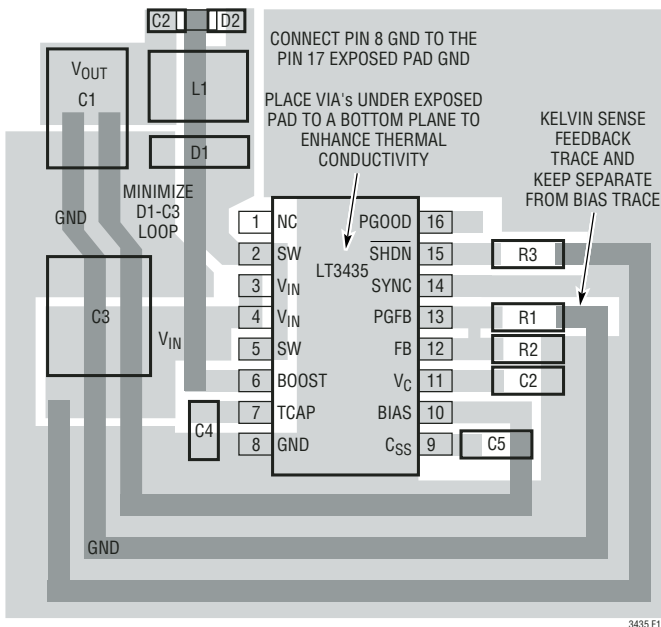 C2
D2
CONNECT PIN 8 GND TO THE
PIN 17 EXPOSED PAD GND
VOUT
C1
L1
PLACE VIA's UNDER EXPOSED
PAD TO A BOTTOM PLANE TO
ENHANCE THERMAL
CONDUCTIVITY
KELVIN SENSE
FEEDBACK
TRACE AND
KEEP SEPARATE
FROM BIAS TRACE
D1
MINIMIZE
D1-C3
LOOP
GND
1 NC
PGOOD 16
2 SW
SHDN 15
R3
LT3435
3 VIN
SYNC 14
C3
4 VIN
PGFB 13
R1
VIN
5 SW
FB 12
R2
6 BOOST
VC 11
C2
7 TCAP
BIAS 10
C4
8 GND
CSS 9
C5
GND
3435 F1